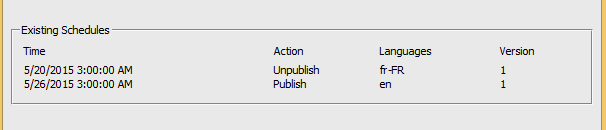 Existing Schedules
Time Action Languages Version
5/20/2015 3:00:00 AM Unpublish fr-FR 1
5/26/2015 3:00:00 AM Publish en 1